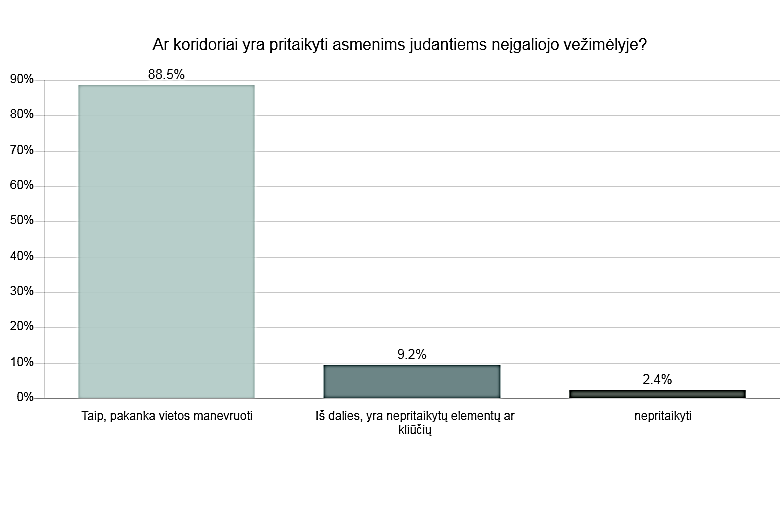 Ar koridoriai yra pritaikyti asmenims judantiems neįgaliojo vežimėlyje?
90%
80%
70%
60%
50%
40%
30%
20%
10%
0%
88.5%
9.2%
2.4%
Taip, pakanka vietos manevruoti
Iš dalies, yra nepritaikytų elementų ar
kliūčių
nepritaikyti